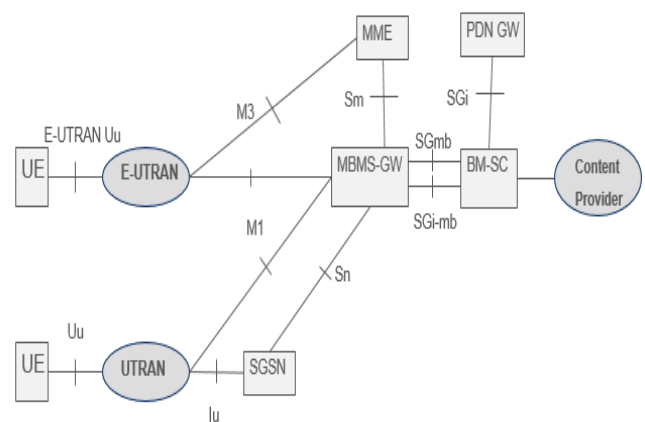 MME
PDN GW
M3
Sm
SGi
E-UTRAN Uu
SGmb
UE
E-UTRAN
MBMS-GW
BM-SC
Content
Provider
SGi-mb
M1
Sn
Uu
UE
UTRAN
SGSN
Iu